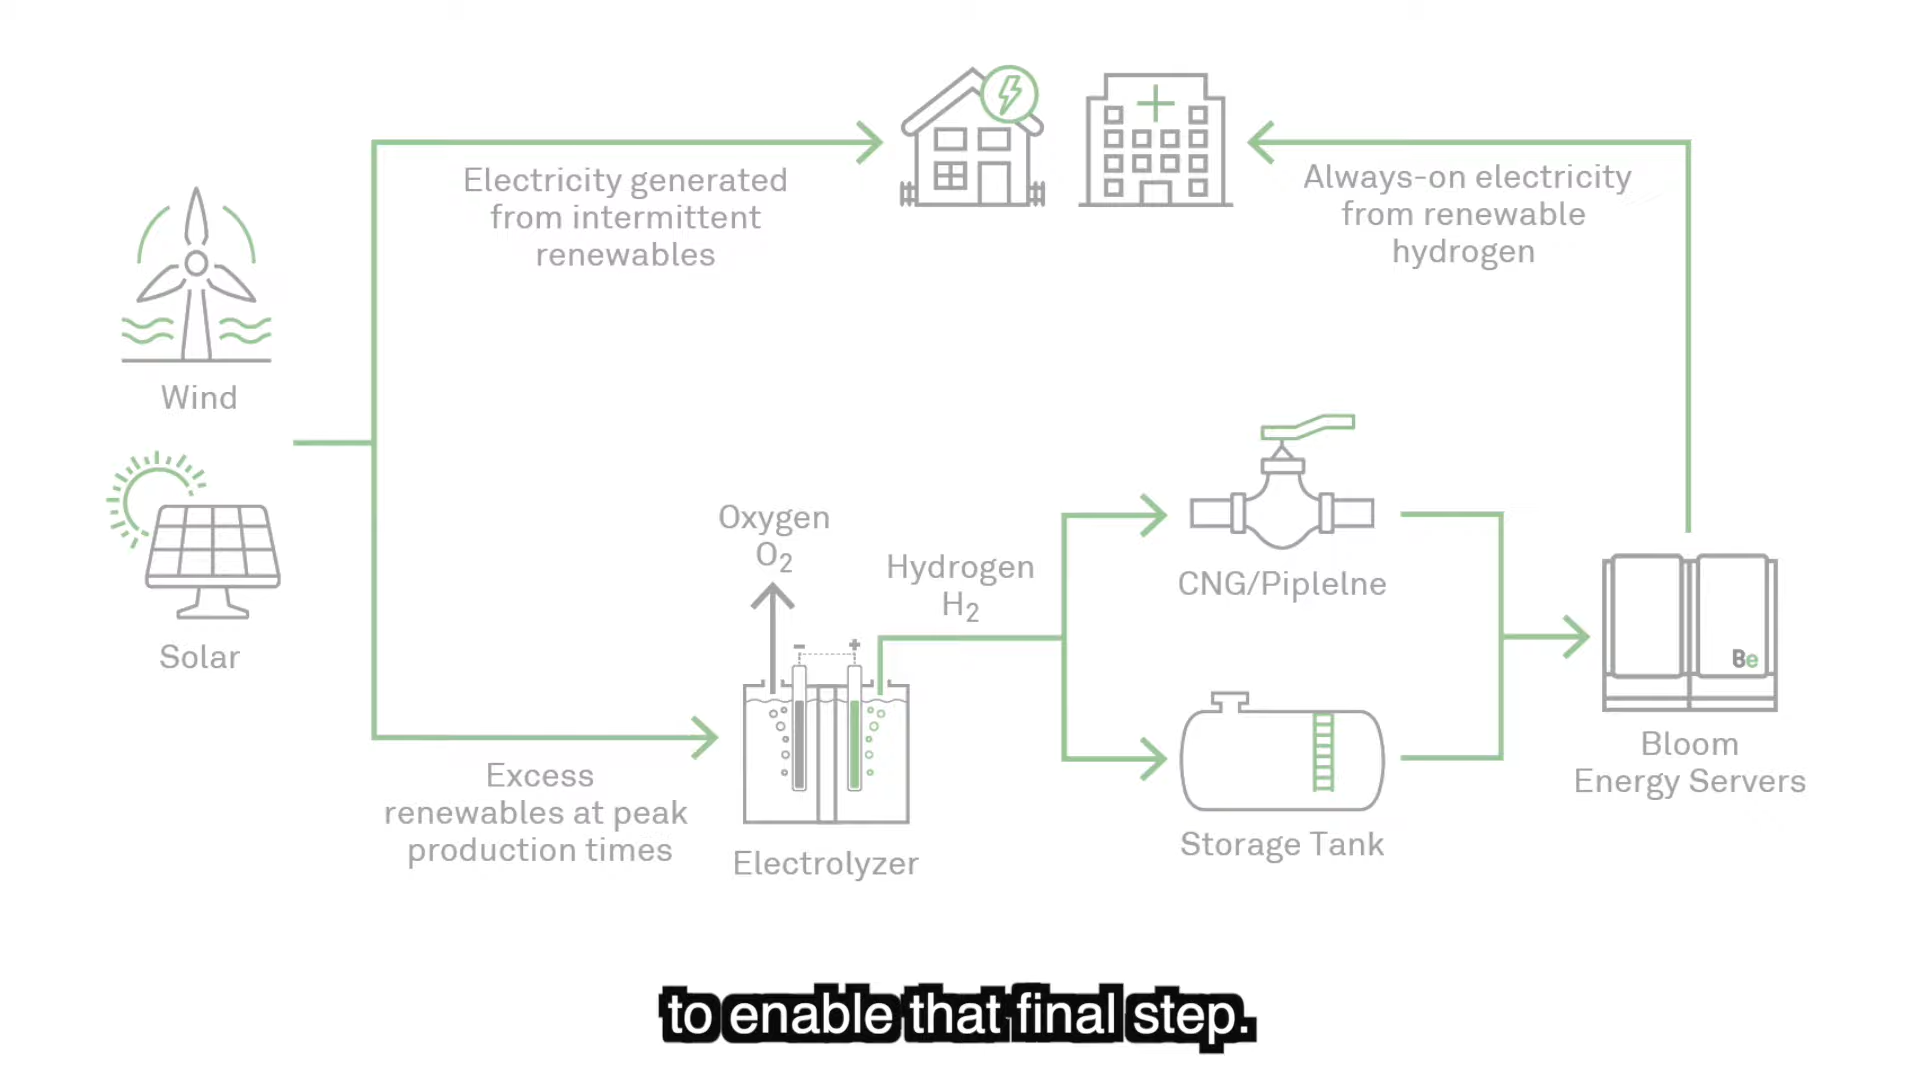 Electricity generated
from intermittent
renewables
Always-on electricity
from renewable
hydrogen
Wind
Solar
Oxygen
O2
Hydrogen
H2
- +
CNG/Piplelne
Be
Bloom
Energy Servers
Excess
renewables at peak
production times
Electrolyzer
Storage Tank
to enable that final step.